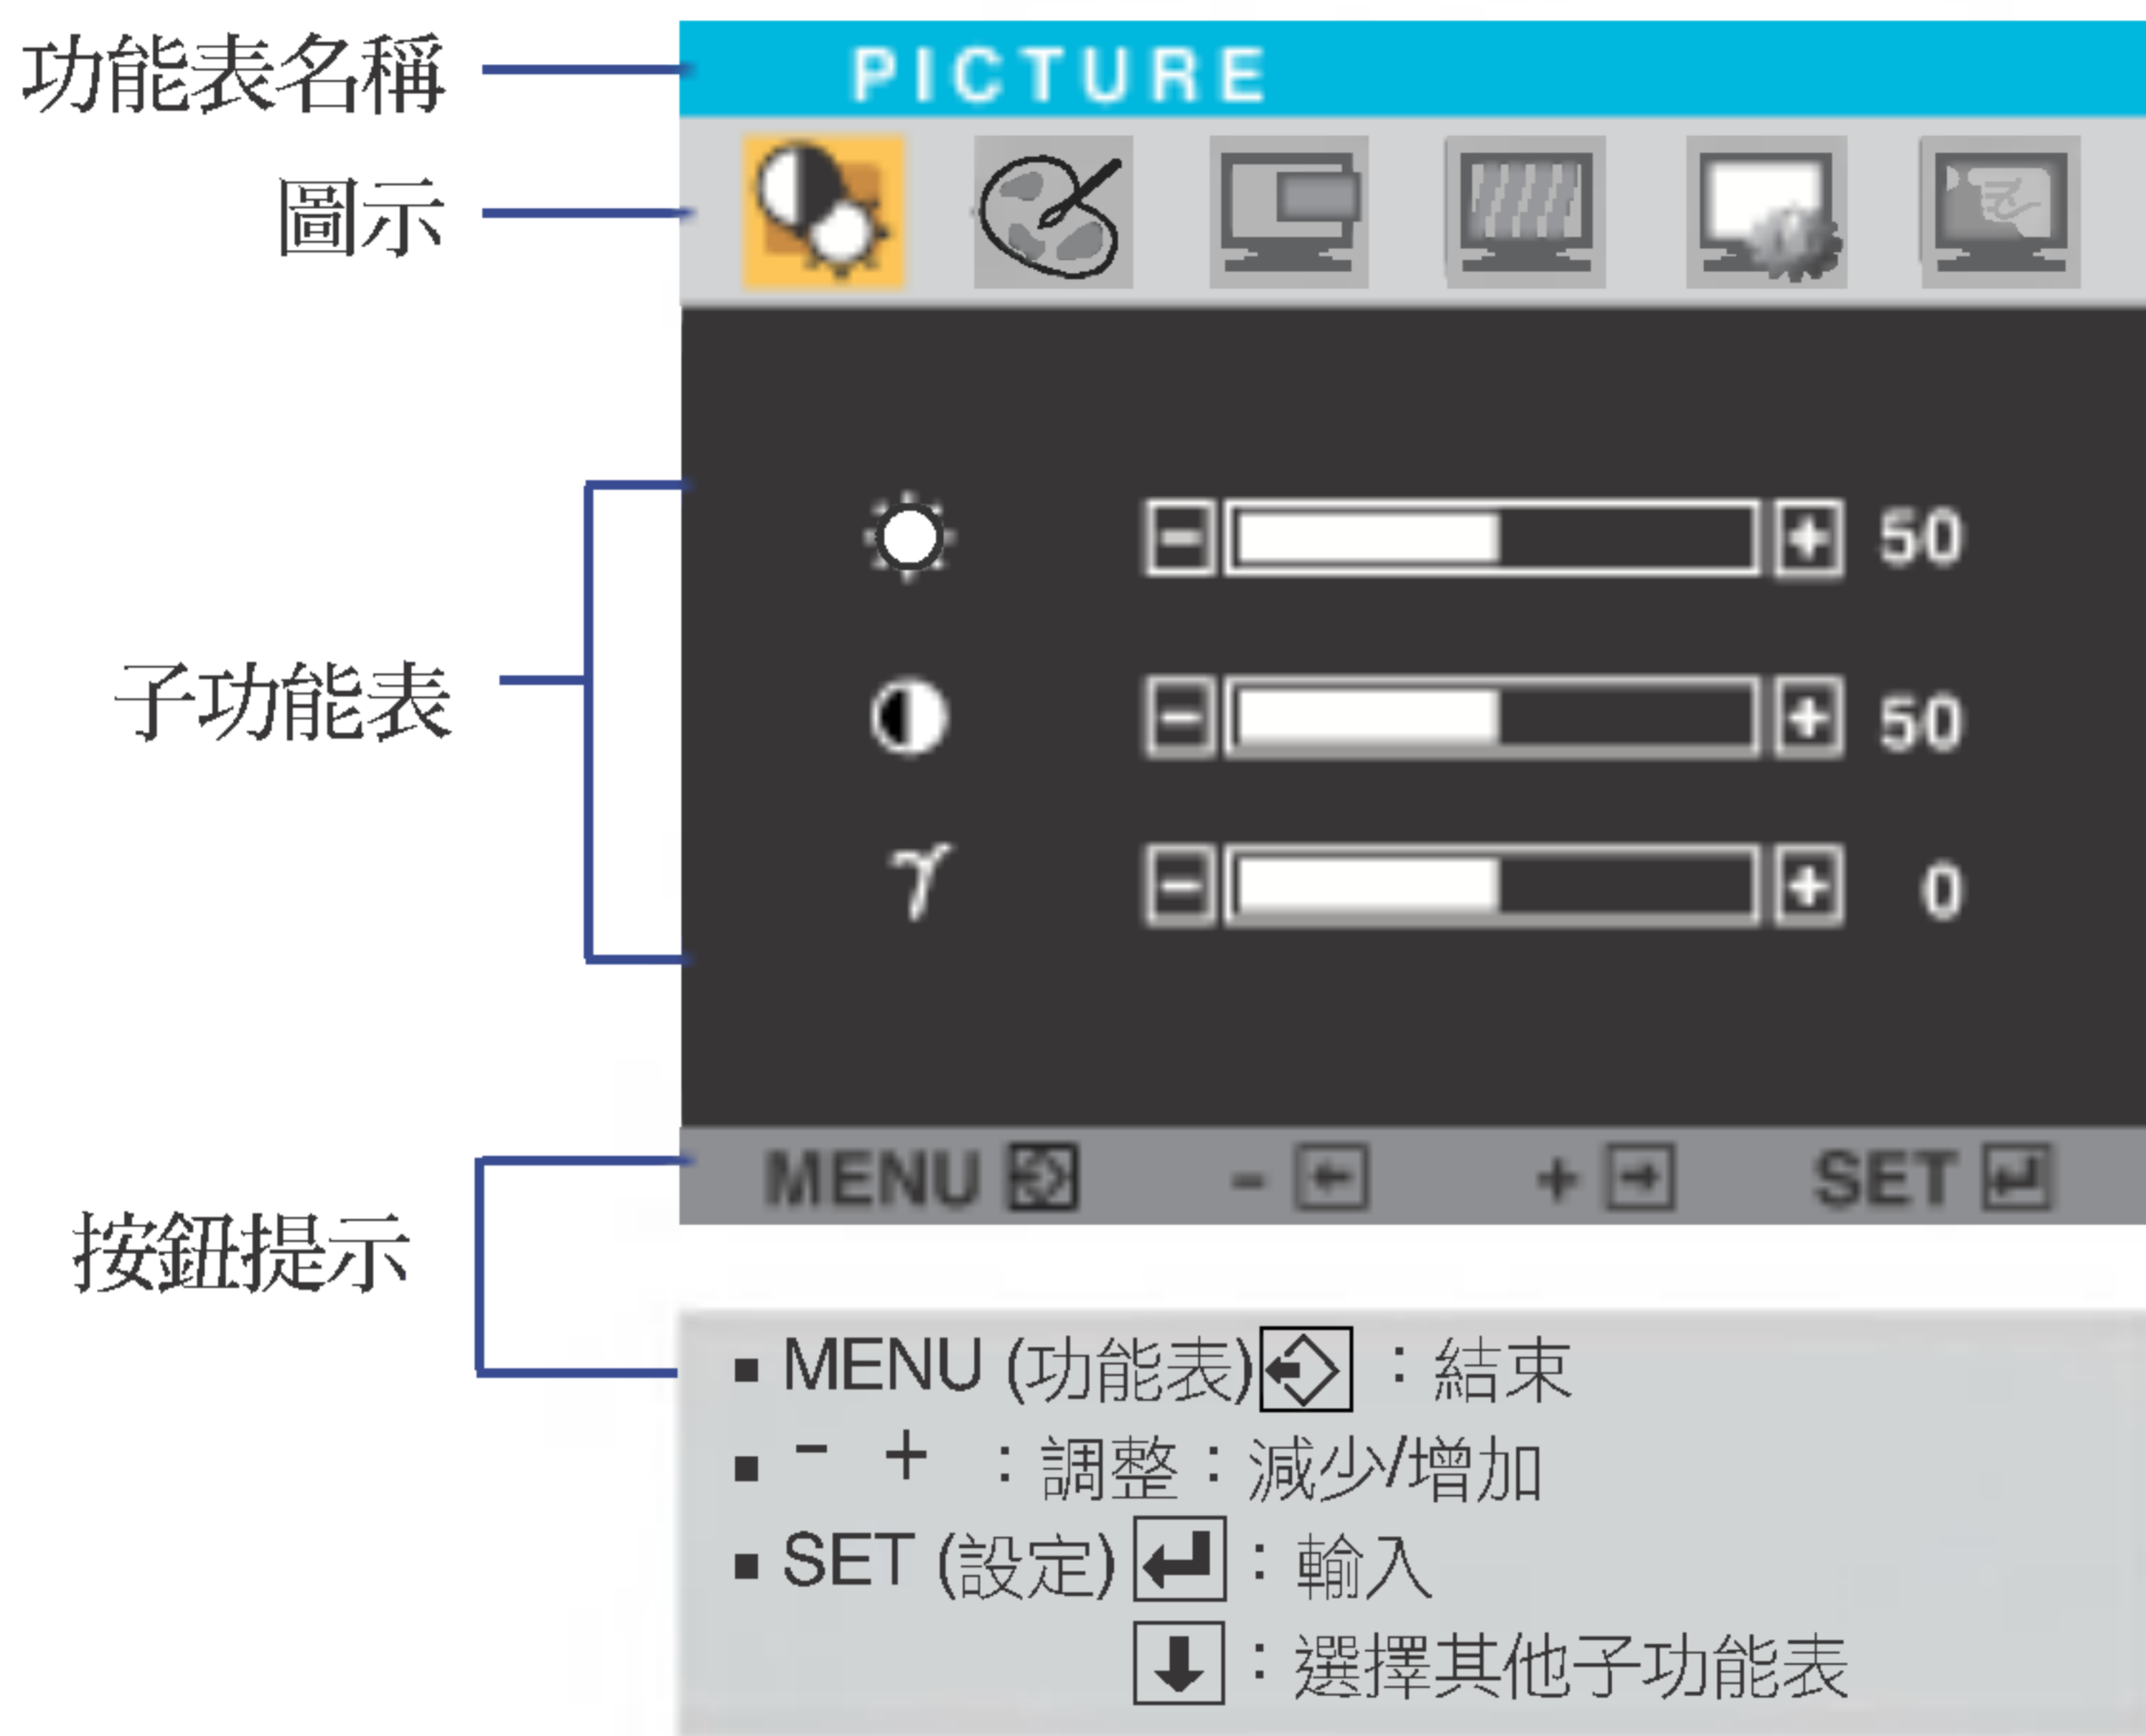 功能表名稱
PICTURE
圖示
子功能表
- + 50
- + 50
γ - + 0
MENU - + SET
按鈕提示
▪ MENU (功能表) : 結束
▪ - + : 調整 : 減少/增加
▪ SET (設定) : 輸入
: 選擇其他子功能表